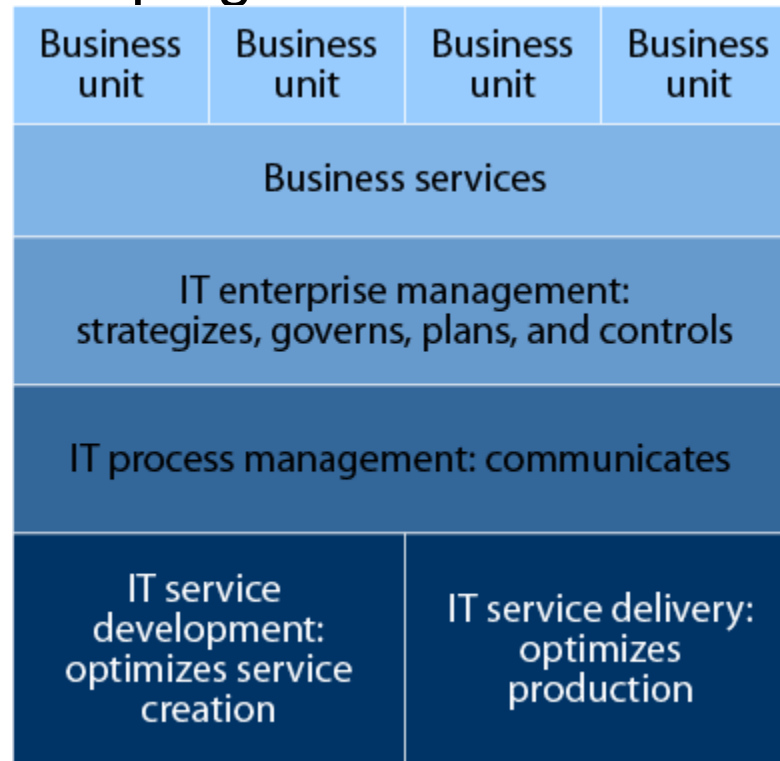 Business unit Business unit Business unit Business unit
Business services
IT enterprise management:
strategizes, governs, plans, and controls
IT process management: communicates
IT service
development:
optimizes service
creation
IT service delivery:
optimizes
production